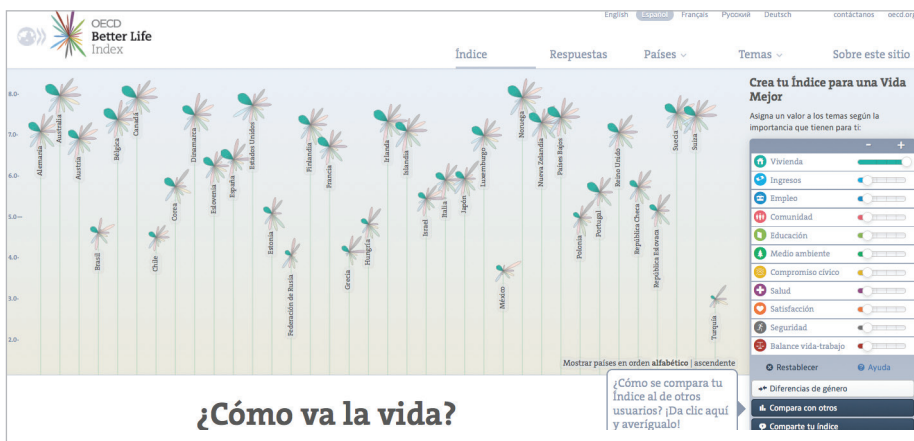 English Español Français Русский Deutsch contáctanos oecd.org
OECD
Better Life
Index
Índice Respuestas Países Temas Sobre este sitio
8.0-
7.0-
6.0-
5.0-
4.0-
3.0-
2.0-
Alemania
Australia
Austria
Bélgica
Brasil
Canadá
Chile
Corea
Dinamarca
Eslovenia
España
Estados Unidos
Estonia
Federación de Rusia
Finlandia
Francia
Grecia
Hungría
Irlanda
Islandia
Israel
Italia
Japón
Luxemburgo
México
Noruega
Nueva Zelandia
Países Bajos
Polonia
Portugal
Reino Unido
República Checa
República Eslovaca
Suecia
Suiza
Turquía
Mostrar países en orden alfabético | ascendente
Crea tu Índice para una Vida
Mejor
Asigna un valor a los temas según la
importancia que tienen para ti:
- +
Vivienda
Ingresos
Empleo
Comunidad
Educación
Medio ambiente
Compromiso cívico
Salud
Satisfacción
Seguridad
Balance vida-trabajo
Restablecer Ayuda
Diferencias de género
Compara con otros
Comparte tu índice
¿Cómo se compara tu
Índice al de otros
usuarios? ¡Da clic aquí
y averígualo!
¿Cómo va la vida?